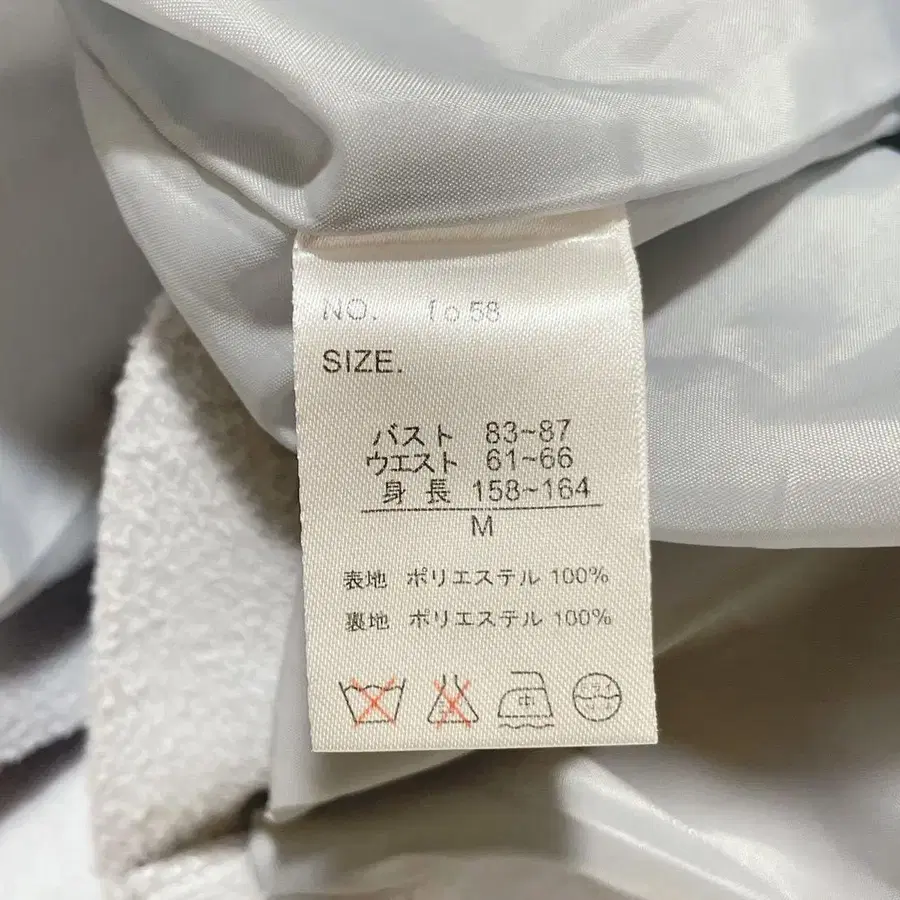 NO. fo58
SIZE.
バスト 83~87
ウエスト 61~66
身長 158~164
M
表地 ポリエステル 100%
裏地 ポリエステル 100%
中